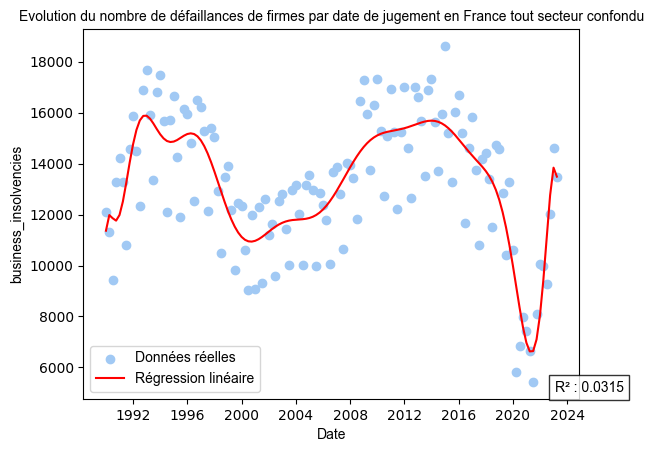 Evolution du nombre de défaillances de firmes par date de jugement en France tout secteur confondu
business_insolvencies
18000
16000
14000
12000
10000
8000
6000
Données réelles
Régression linéaire
R² : 0.0315
1992 1996 2000 2004 2008 2012 2016 2020 2024
Date